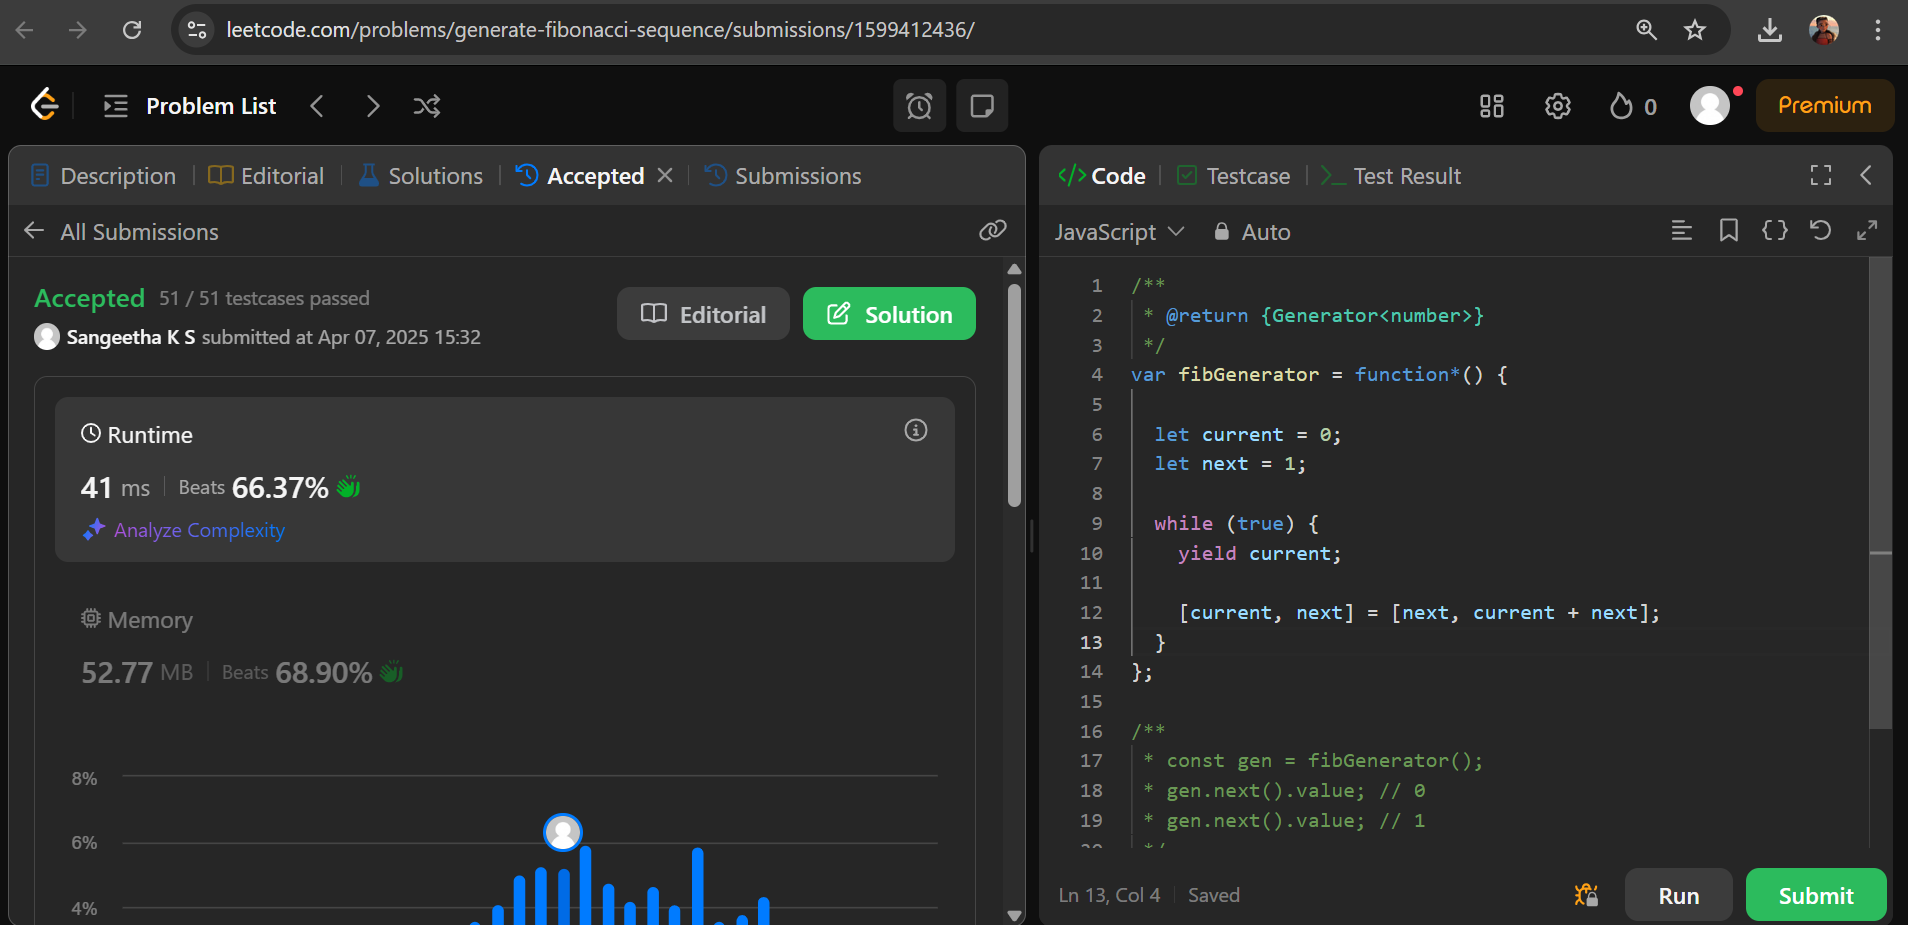 leetcode.com/problems/generate-fibonacci-sequence/submissions/1599412436/
Problem List
0
Premium
Description
Editorial
Solutions
Accepted
Submissions
All Submissions
Accepted 51 / 51 testcases passed
Sangeetha K S submitted at Apr 07, 2025 15:32
Editorial
Solution
Runtime
41 ms Beats 66.37%
Analyze Complexity
Memory
52.77 MB Beats 68.90%
8%
6%
4%
</> Code
Testcase
>_ Test Result
JavaScript
Auto
1 /**
2 * @return {Generator<number>}
3 */
4 var fibGenerator = function*() {
5
6 let current = 0;
7 let next = 1;
8
9 while (true) {
10 yield current;
11
12 [current, next] = [next, current + next];
13 }
14 };
15
16 /**
17 * const gen = fibGenerator();
18 * gen.next().value; // 0
19 * gen.next().value; // 1
Ln 13, Col 4 Saved
Run
Submit